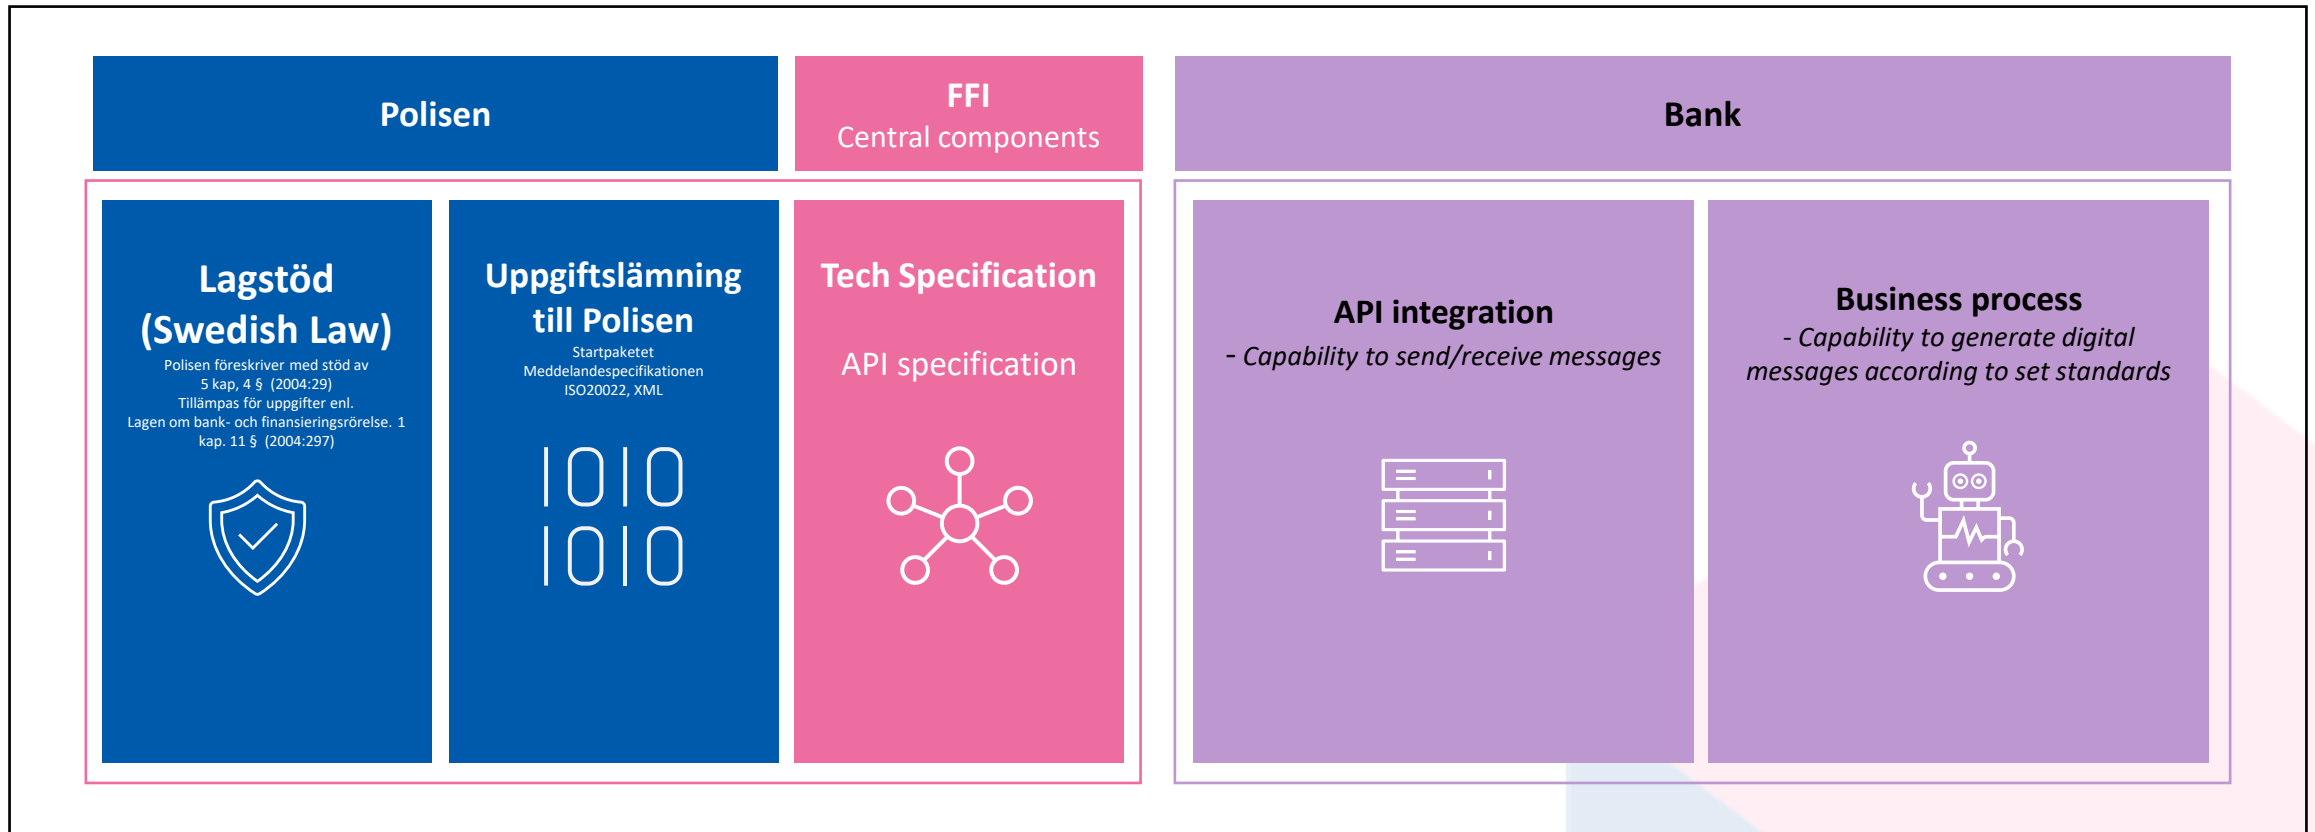 Polisen
FFI
Central components
Bank
Lagstöd
(Swedish Law)
Polisen föreskriver med stöd av
5 kap, 4 § (2004:29)
Tillämpas för uppgifter enl.
Lagen om bank- och finansieringsrörelse. 1
kap. 11 § (2004:297)
Uppgiftslämning
till Polisen
Startpaketet
Meddelandespecifikationen
ISO20022, XML
Tech Specification
API specification
API integration
- Capability to send/receive messages
Business process
- Capability to generate digital
messages according to set standards